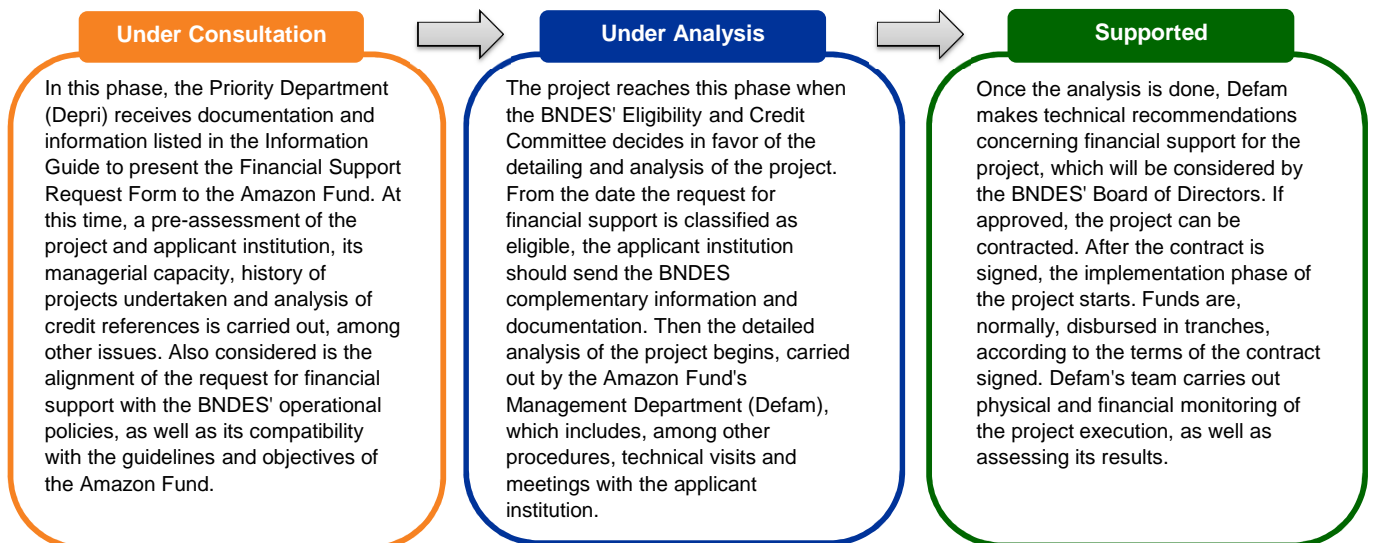 Under Consultation
In this phase, the Priority Department
(Depri) receives documentation and
information listed in the Information
Guide to present the Financial Support
Request Form to the Amazon Fund. At
this time, a pre-assessment of the
project and applicant institution, its
managerial capacity, history of
projects undertaken and analysis of
credit references is carried out, among
other issues. Also considered is the
alignment of the request for financial
support with the BNDES' operational
policies, as well as its compatibility
with the guidelines and objectives of
the Amazon Fund.
Under Analysis
The project reaches this phase when
the BNDES' Eligibility and Credit
Committee decides in favor of the
detailing and analysis of the project.
From the date the request for
financial support is classified as
eligible, the applicant institution
should send the BNDES
complementary information and
documentation. Then the detailed
analysis of the project begins, carried
out by the Amazon Fund's
Management Department (Defam),
which includes, among other
procedures, technical visits and
meetings with the applicant
institution.
Supported
Once the analysis is done, Defam
makes technical recommendations
concerning financial support for the
project, which will be considered by
the BNDES' Board of Directors. If
approved, the project can be
contracted. After the contract is
signed, the implementation phase of
the project starts. Funds are,
normally, disbursed in tranches,
according to the terms of the contract
signed. Defam's team carries out
physical and financial monitoring of
the project execution, as well as
assessing its results.